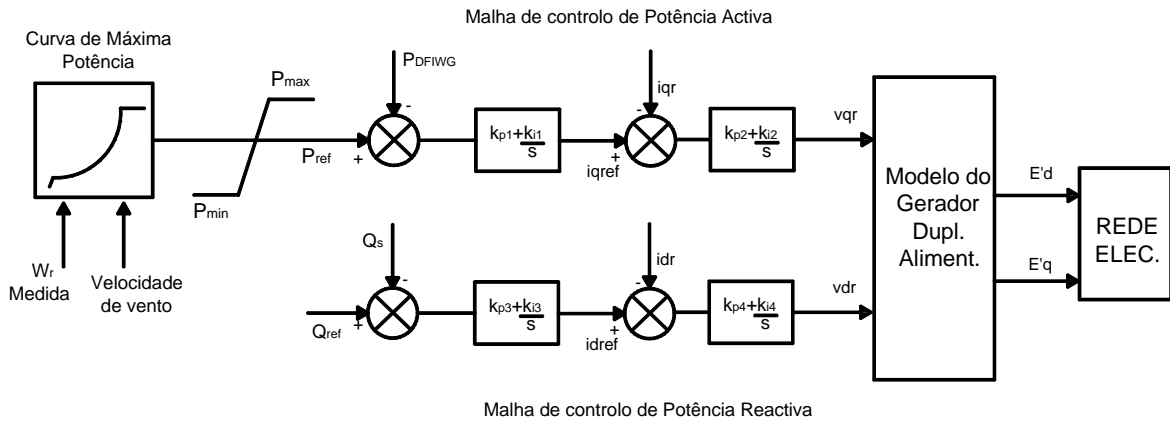 Malha de controlo de Potência Activa
Curva de Máxima
Potência
Pmax
Pmin
Wr
Medida
Velocidade
de vento
Pref
+
PDFIWG
-
kp1+ki1
s
iqr
-
+
iqref
kp2+ki2
s
vqr
Qs
-
Qref
+
kp3+ki3
s
idr
-
+
idref
kp4+ki4
s
vdr
Modelo do
Gerador
Dupl.
Aliment.
E'd
E'q
REDE
ELEC.
Malha de controlo de Potência Reactiva